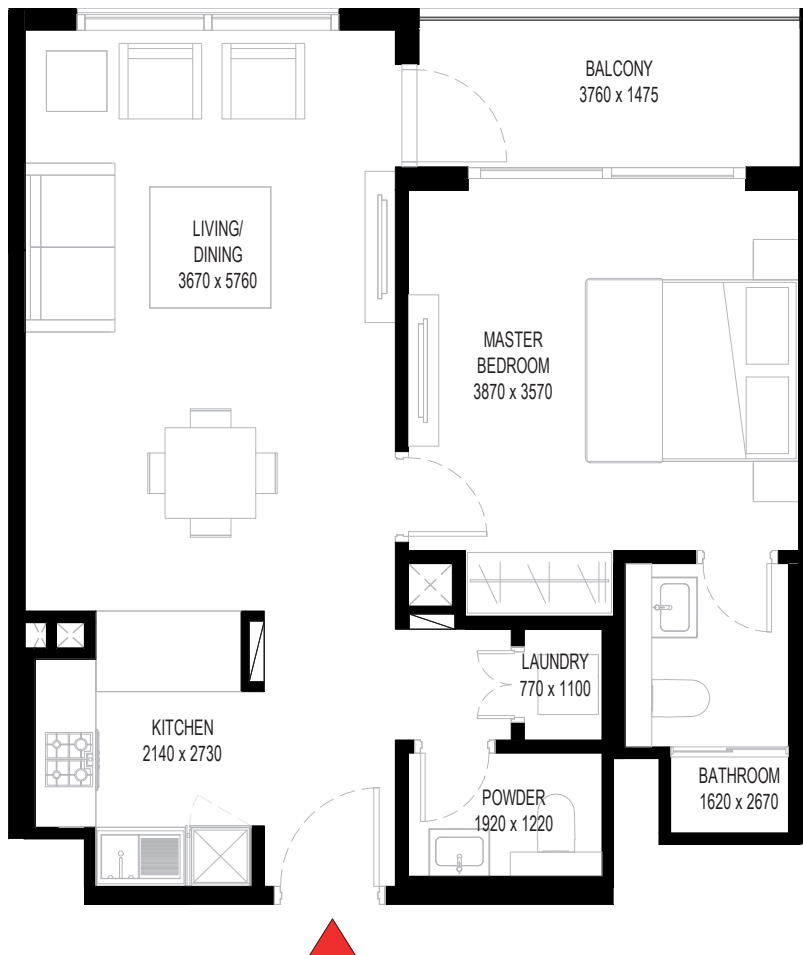 BALCONY
3760 x 1475
LIVING/
DINING
3670 x 5760
MASTER
BEDROOM
3870 x 3570
LAUNDRY
770 x 1100
KITCHEN
2140 x 2730
POWDER
1920 x 1220
BATHROOM
1620 x 2670